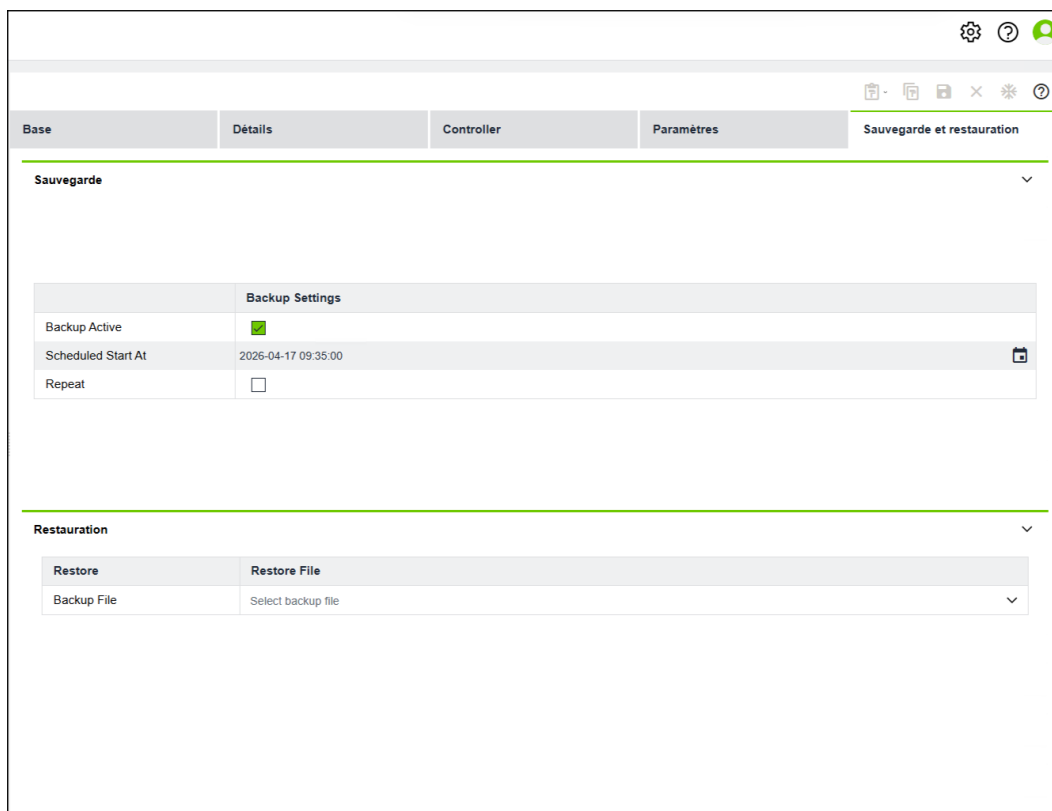 Base Détails Controller Paramètres Sauvegarde et restauration
Sauvegarde
Backup Settings
Backup Active
Scheduled Start At 2026-04-17 09:35:00
Repeat
Restauration
Restore Restore File
Backup File Select backup file